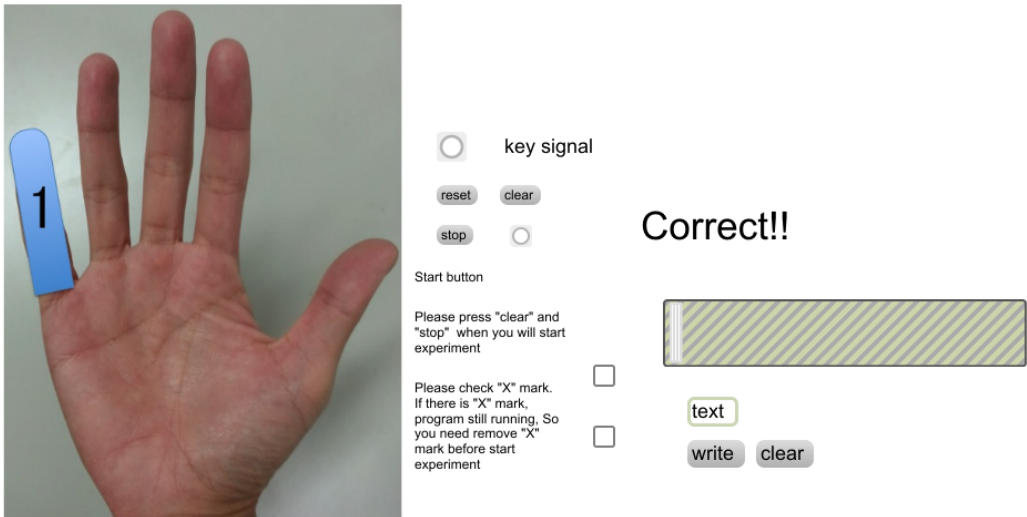 1
key signal
reset
clear
stop
Correct!!
Start button
Please press "clear" and
"stop" when you will start
experiment
Please check "X" mark.
If there is "X" mark,
program still running, So
you need remove "X"
mark before start
experiment
text
write
clear